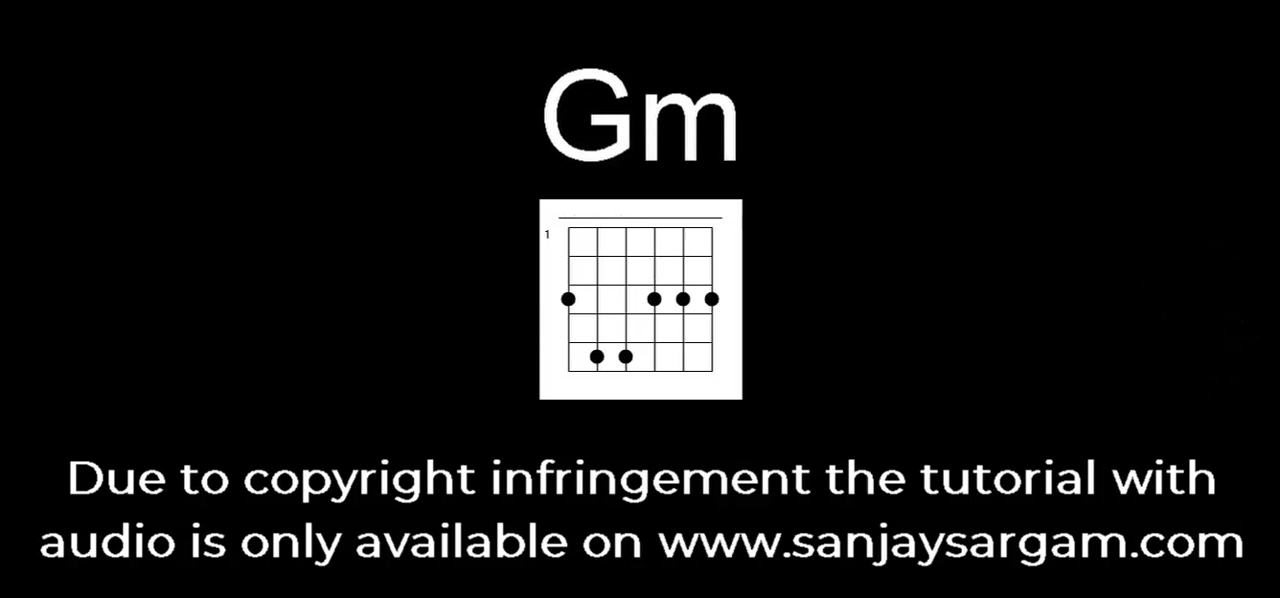 Gm
1
Due to copyright infringement the tutorial with
audio is only available on www.sanjaysargam.com